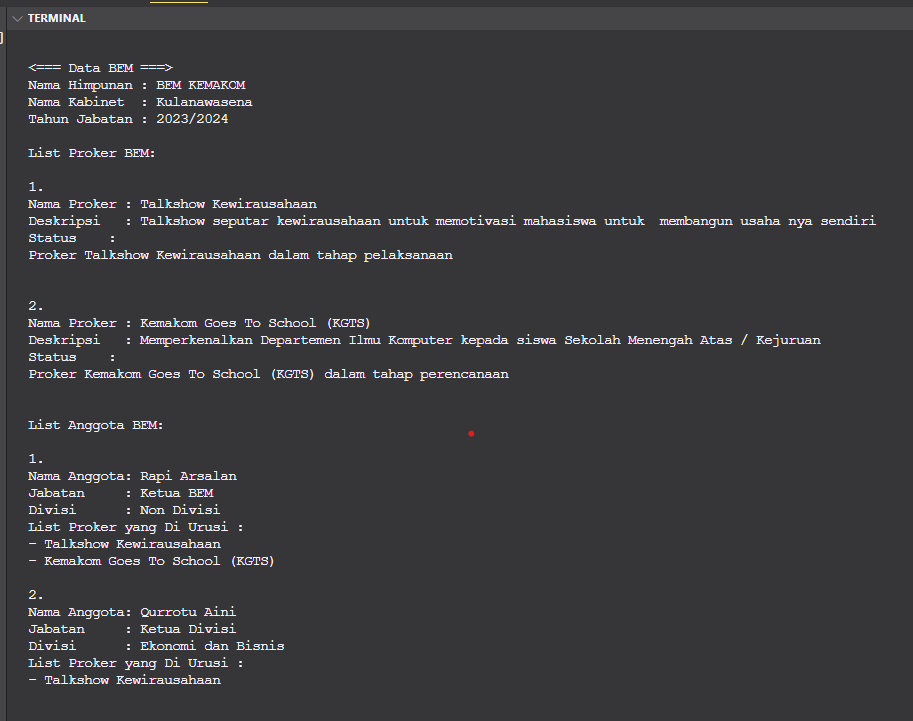 TERMINAL
<=== Data BEM ===>
Nama Himpunan : BEM KEMAKOM
Nama Kabinet  : Kulanawasena
Tahun Jabatan : 2023/2024
List Proker BEM:
1.
Nama Proker : Talkshow Kewirausahaan
Deskripsi   : Talkshow seputar kewirausahaan untuk memotivasi mahasiswa untuk  membangun usaha nya sendiri
Status    :
Proker Talkshow Kewirausahaan dalam tahap pelaksanaan
2.
Nama Proker : Kemakom Goes To School (KGTS)
Deskripsi   : Memperkenalkan Departemen Ilmu Komputer kepada siswa Sekolah Menengah Atas / Kejuruan
Status    :
Proker Kemakom Goes To School (KGTS) dalam tahap perencanaan
List Anggota BEM:
1.
Nama Anggota: Rapi Arsalan
Jabatan     : Ketua BEM
Divisi      : Non Divisi
List Proker yang Di Urusi :
- Talkshow Kewirausahaan
- Kemakom Goes To School (KGTS)
2.
Nama Anggota: Qurrotu Aini
Jabatan     : Ketua Divisi
Divisi      : Ekonomi dan Bisnis
List Proker yang Di Urusi :
- Talkshow Kewirausahaan